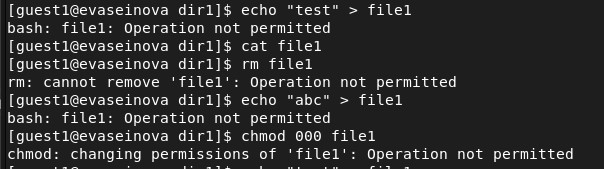 [guest1@evaseinova dir1]$ echo "test" > file1
bash: file1: Operation not permitted
[guest1@evaseinova dir1]$ cat file1
[guest1@evaseinova dir1]$ rm file1
rm: cannot remove 'file1': Operation not permitted
[guest1@evaseinova dir1]$ echo "abc" > file1
bash: file1: Operation not permitted
[guest1@evaseinova dir1]$ chmod 000 file1
chmod: changing permissions of 'file1': Operation not permitted